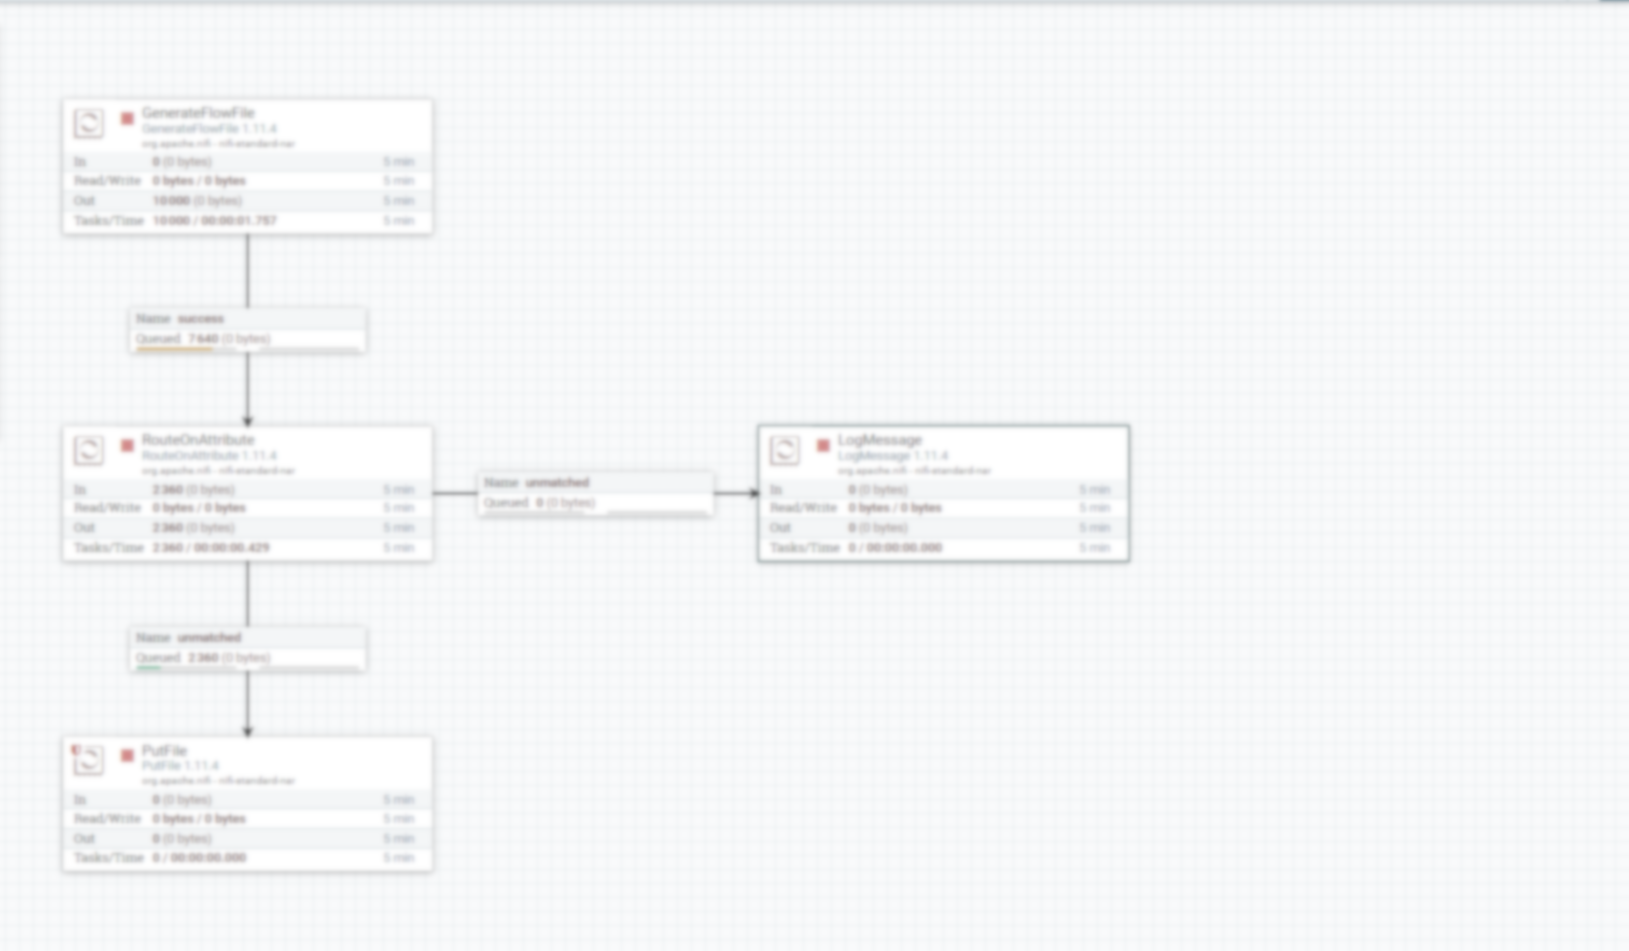 GenerateFlowFile
GenerateFlowFile 1.11.4
org.apache.nifi - nifi-standard-nar
In 0 (0 bytes) 5 min
Read/Write 0 bytes / 0 bytes 5 min
Out 10 000 (0 bytes) 5 min
Tasks/Time 10 000 / 00:00:01.757 5 min
Name success
Queued 7 640 (0 bytes)
RouteOnAttribute
RouteOnAttribute 1.11.4
org.apache.nifi - nifi-standard-nar
In 2 360 (0 bytes) 5 min
Read/Write 0 bytes / 0 bytes 5 min
Out 2 360 (0 bytes) 5 min
Tasks/Time 2 360 / 00:00:00.429 5 min
Name unmatched
Queued 0 (0 bytes)
LogMessage
LogMessage 1.11.4
org.apache.nifi - nifi-standard-nar
In 0 (0 bytes) 5 min
Read/Write 0 bytes / 0 bytes 5 min
Out 0 (0 bytes) 5 min
Tasks/Time 0 / 00:00:00.000 5 min
Name unmatched
Queued 2 360 (0 bytes)
PutFile
PutFile 1.11.4
org.apache.nifi - nifi-standard-nar
In 0 (0 bytes) 5 min
Read/Write 0 bytes / 0 bytes 5 min
Out 0 (0 bytes) 5 min
Tasks/Time 0 / 00:00:00.000 5 min